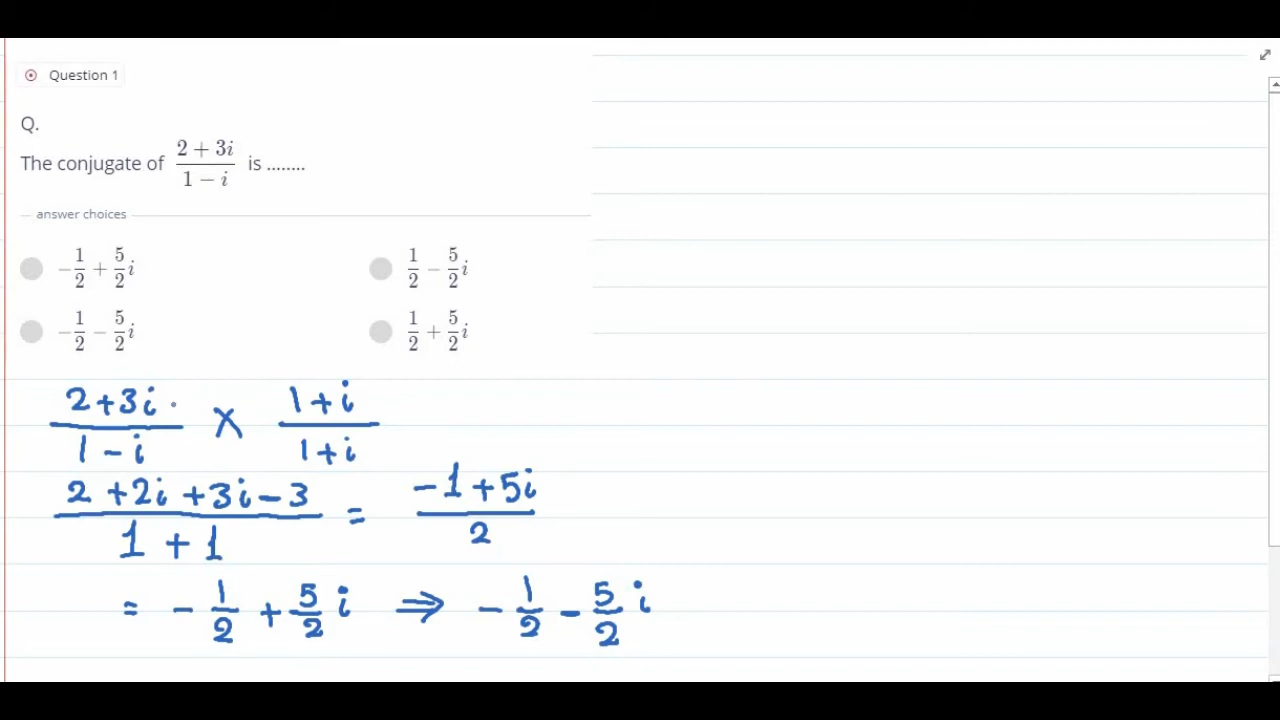 Question 1
Q.
The conjugate of (2 + 3i)/(1 − i) is ........
answer choices
−1/2 + 5/2 i
1/2 − 5/2 i
−1/2 − 5/2 i
1/2 + 5/2 i
(2+3i)/(1−i) × (1+i)/(1+i)
(2+2i+3i−3)/(1+1) = (−1+5i)/2
= −1/2 + 5/2 i ⇒ −1/2 − 5/2 i